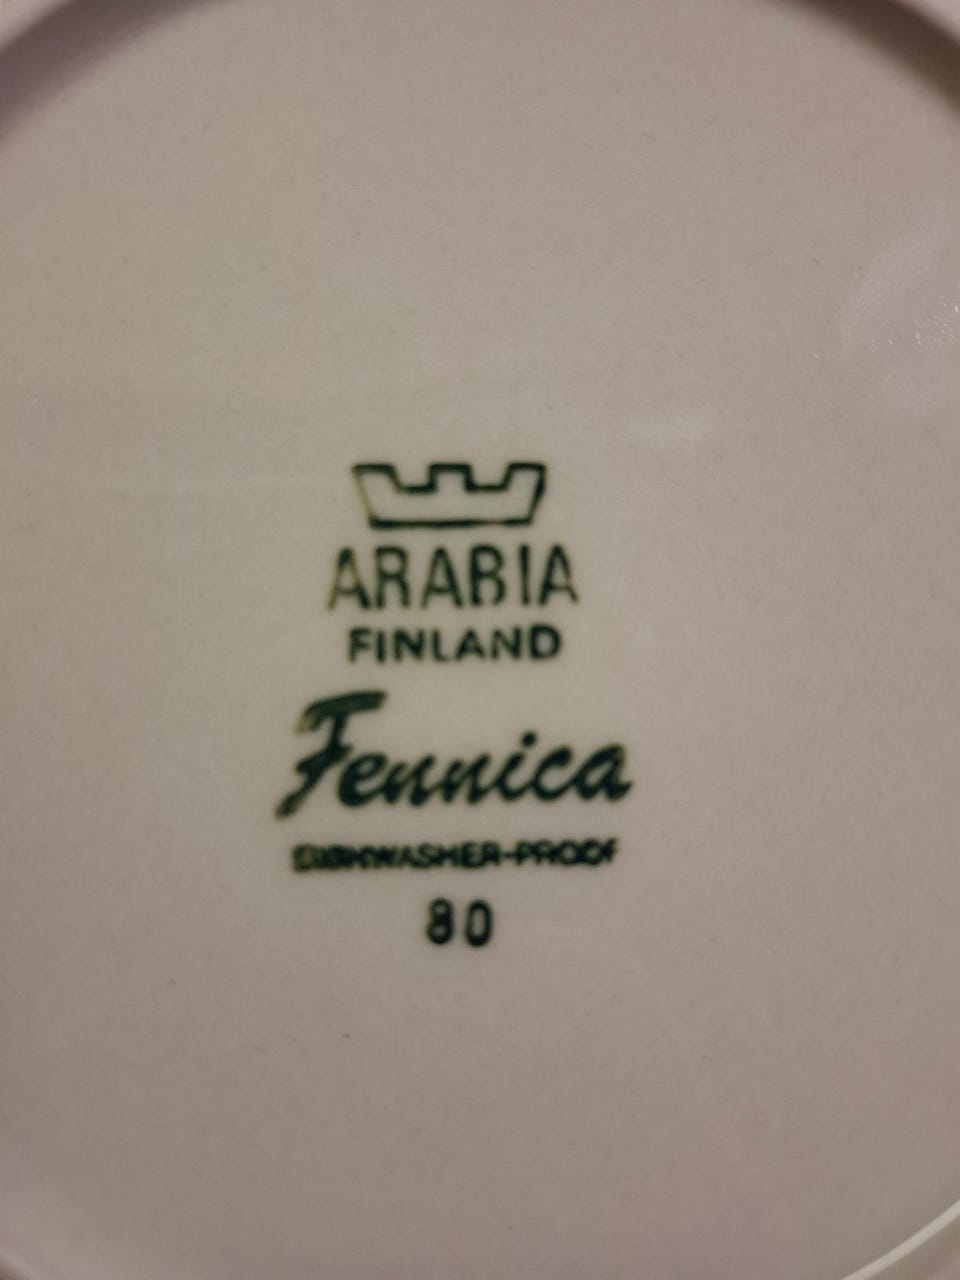 ARABIA
FINLAND
Fennica
DISHWASHER-PROOF
80